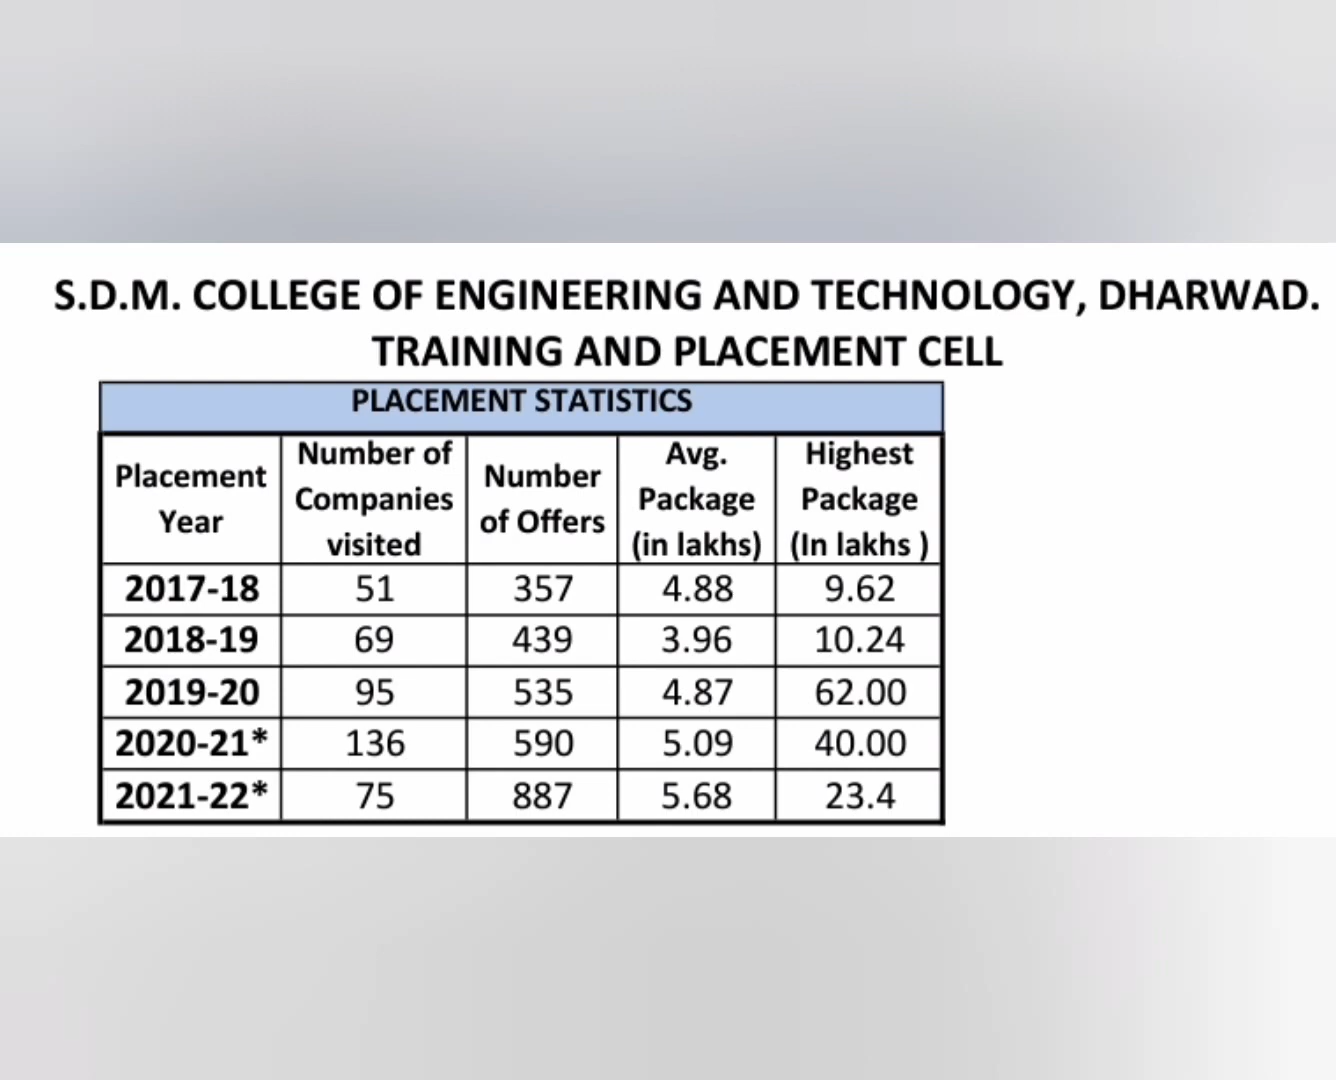 S.D.M. COLLEGE OF ENGINEERING AND TECHNOLOGY, DHARWAD.
TRAINING AND PLACEMENT CELL
PLACEMENT STATISTICS
Placement Year Number of Companies visited Number of Offers Avg. Package (in lakhs) Highest Package (In lakhs )
2017-18 51 357 4.88 9.62
2018-19 69 439 3.96 10.24
2019-20 95 535 4.87 62.00
2020-21* 136 590 5.09 40.00
2021-22* 75 887 5.68 23.4